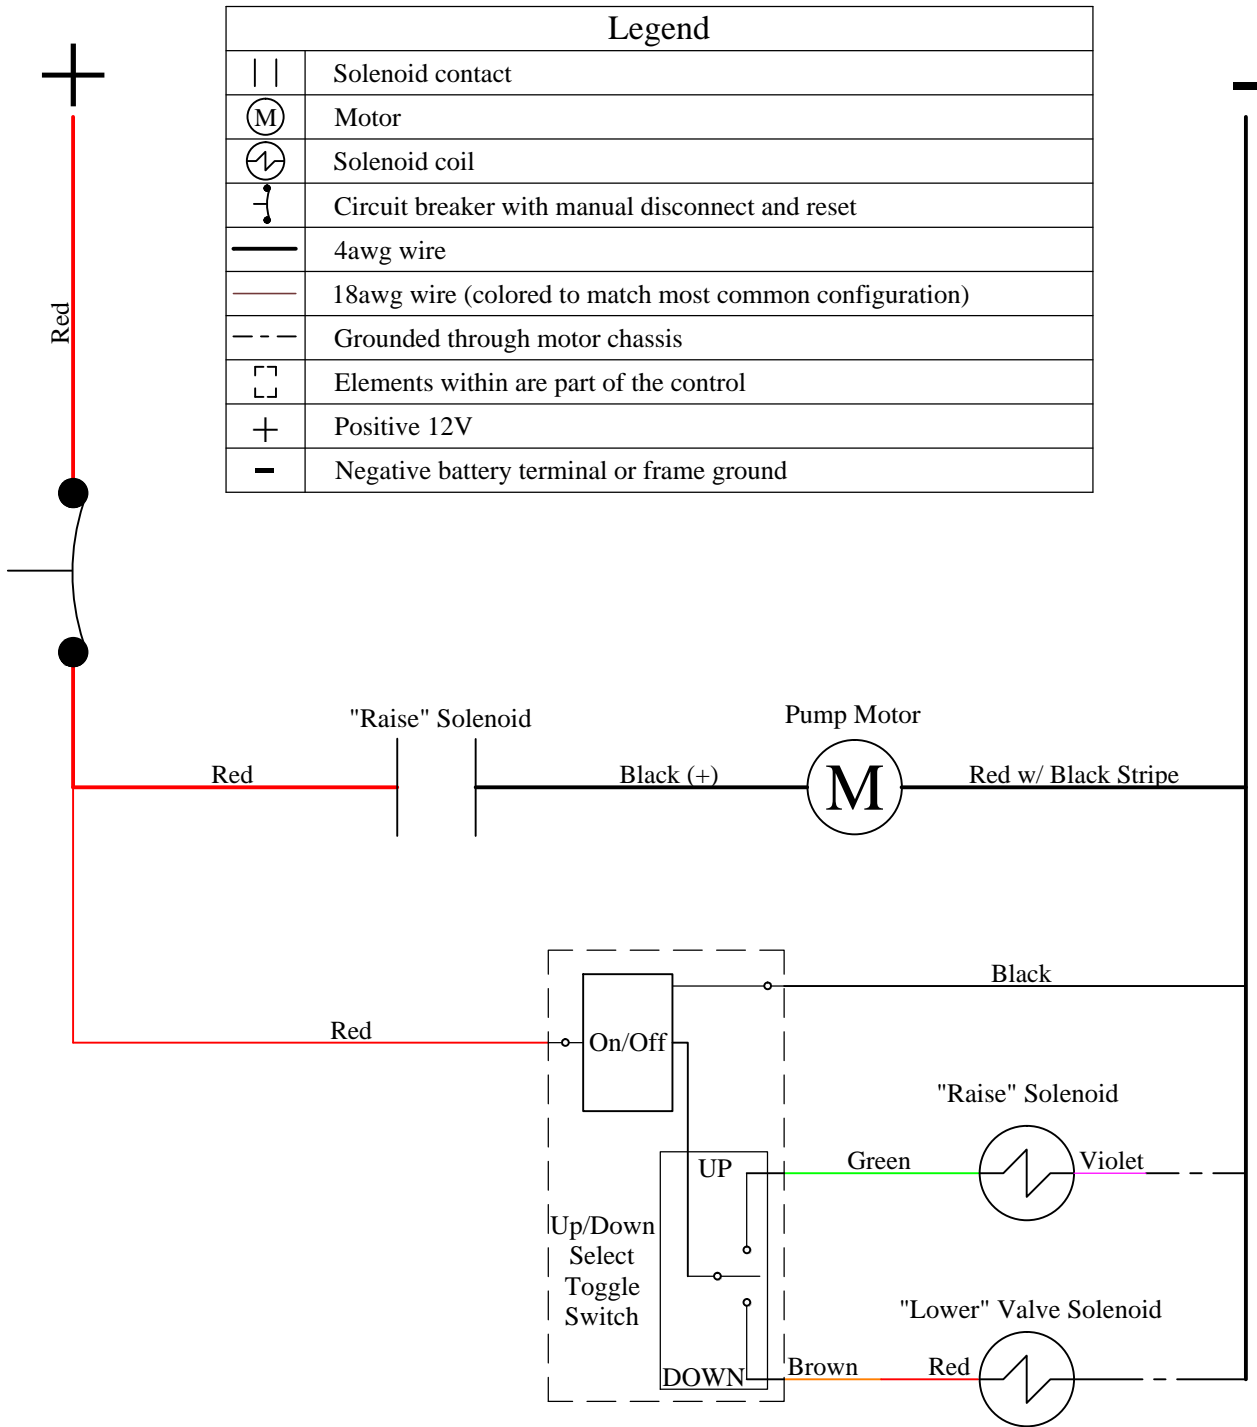 Legend
Solenoid contact
M Motor
Solenoid coil
Circuit breaker with manual disconnect and reset
4awg wire
18awg wire (colored to match most common configuration)
Grounded through motor chassis
Elements within are part of the control
+ Positive 12V
- Negative battery terminal or frame ground
+
-
Red
"Raise" Solenoid
Pump Motor
Red
Black (+)
M
Red w/ Black Stripe
Black
Red
On/Off
"Raise" Solenoid
UP
Green
Violet
Up/Down
Select
Toggle
Switch
"Lower" Valve Solenoid
DOWN
Brown
Red